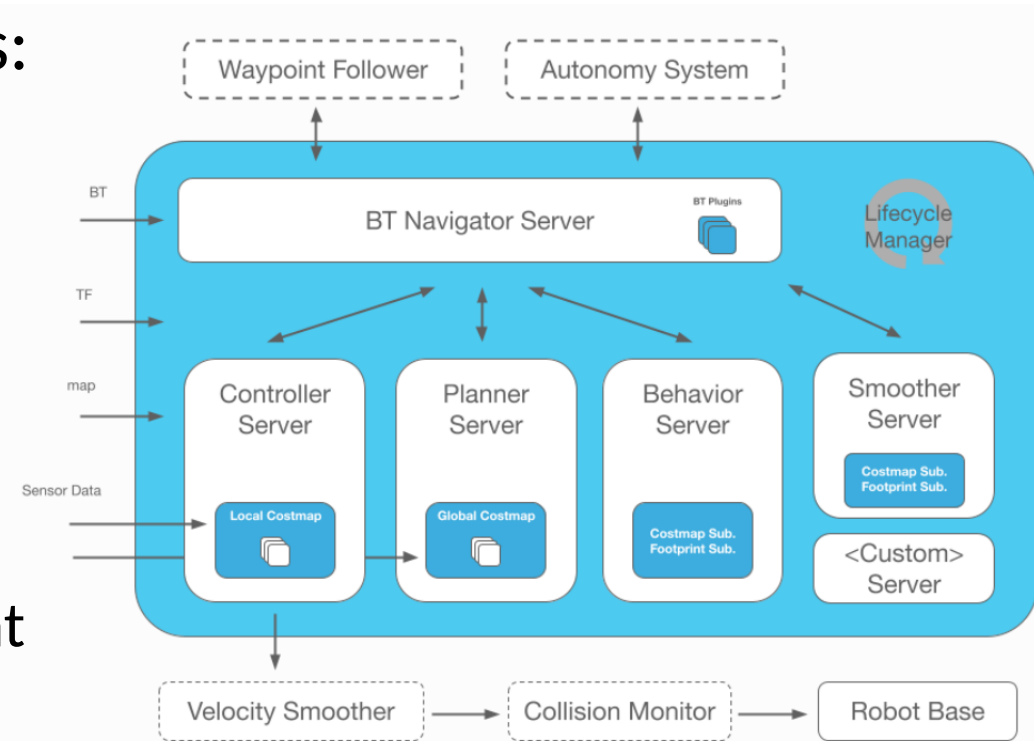 s:
Waypoint Follower
Autonomy System
BT
BT Navigator Server
BT Plugins
Lifecycle
Manager
TF
map
Controller
Server
Planner
Server
Behavior
Server
Smoother
Server
Costmap Sub.
Footprint Sub.
Sensor Data
Local Costmap
Global Costmap
Costmap Sub.
Footprint Sub.
<Custom>
Server
nt
Velocity Smoother
Collision Monitor
Robot Base